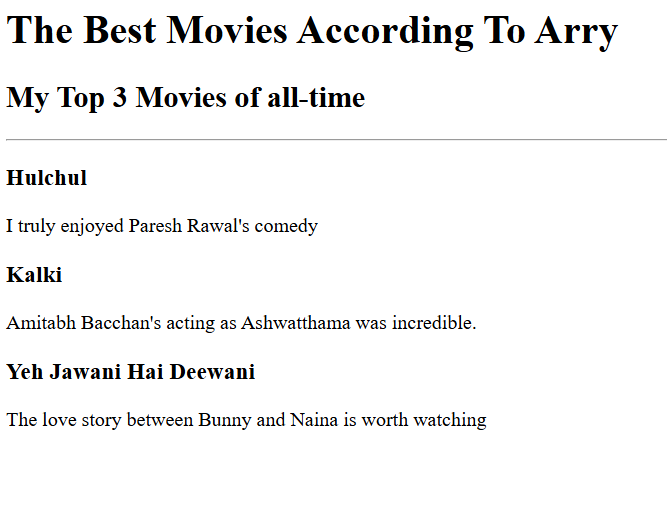 The Best Movies According To Arry
My Top 3 Movies of all-time
Hulchul
I truly enjoyed Paresh Rawal's comedy
Kalki
Amitabh Bacchan's acting as Ashwatthama was incredible.
Yeh Jawani Hai Deewani
The love story between Bunny and Naina is worth watching